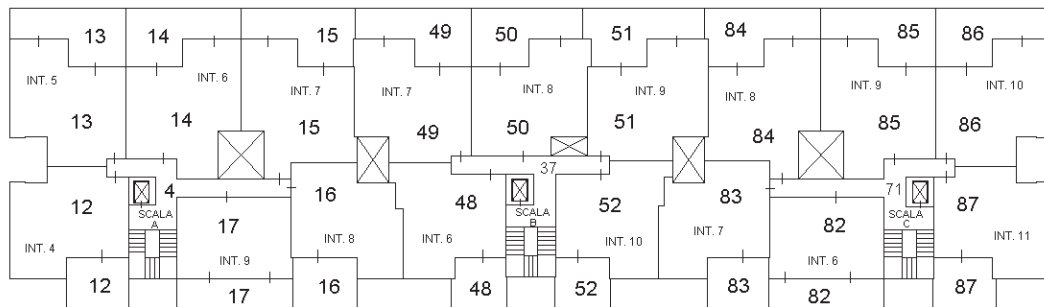 13 14 15 49 50 51 84 85 86
INT. 5 INT. 6 INT. 7 INT. 7 INT. 8 INT. 9 INT. 8 INT. 9 INT. 10
13 14 15 49 50 51 84 85 86
37
4 71
12 16 48 52 83 87
17 82
SCALA A SCALA B SCALA C
INT. 4 INT. 9 INT. 8 INT. 6 INT. 10 INT. 7 INT. 6 INT. 11
12 17 16 48 52 83 82 87